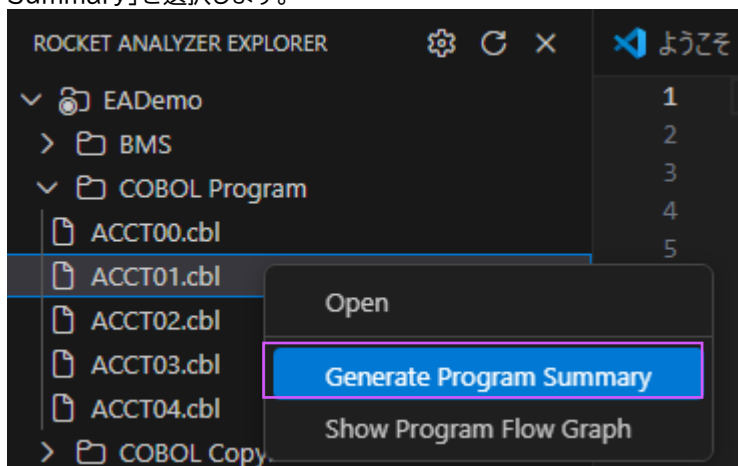 Summary」を選択します。
ROCKET ANALYZER EXPLORER
ようこそ
EADemo
1
BMS
2
COBOL Program
3
ACCT00.cbl
4
ACCT01.cbl
5
Open
ACCT02.cbl
ACCT03.cbl
Generate Program Summary
ACCT04.cbl
Show Program Flow Graph
COBOL Copy